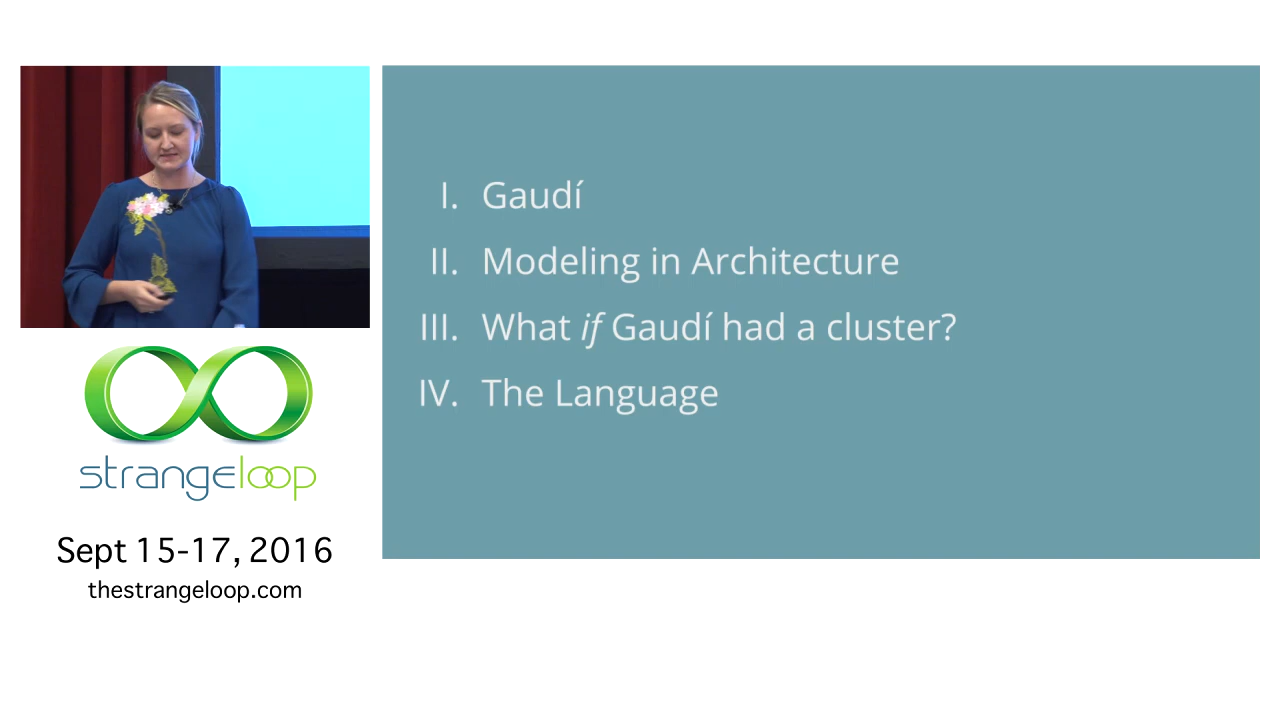 I. Gaudí
II. Modeling in Architecture
III. What if Gaudí had a cluster?
IV. The Language
strangeloop
Sept 15-17, 2016
thestrangeloop.com